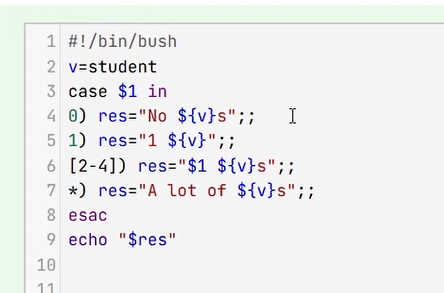 1 #!/bin/bush
2 v=student
3 case $1 in
4 0) res="No ${v}s";;
5 1) res="1 ${v}";;
6 [2-4]) res="$1 ${v}s";;
7 *) res="A lot of ${v}s";;
8 esac
9 echo "$res"
10
11